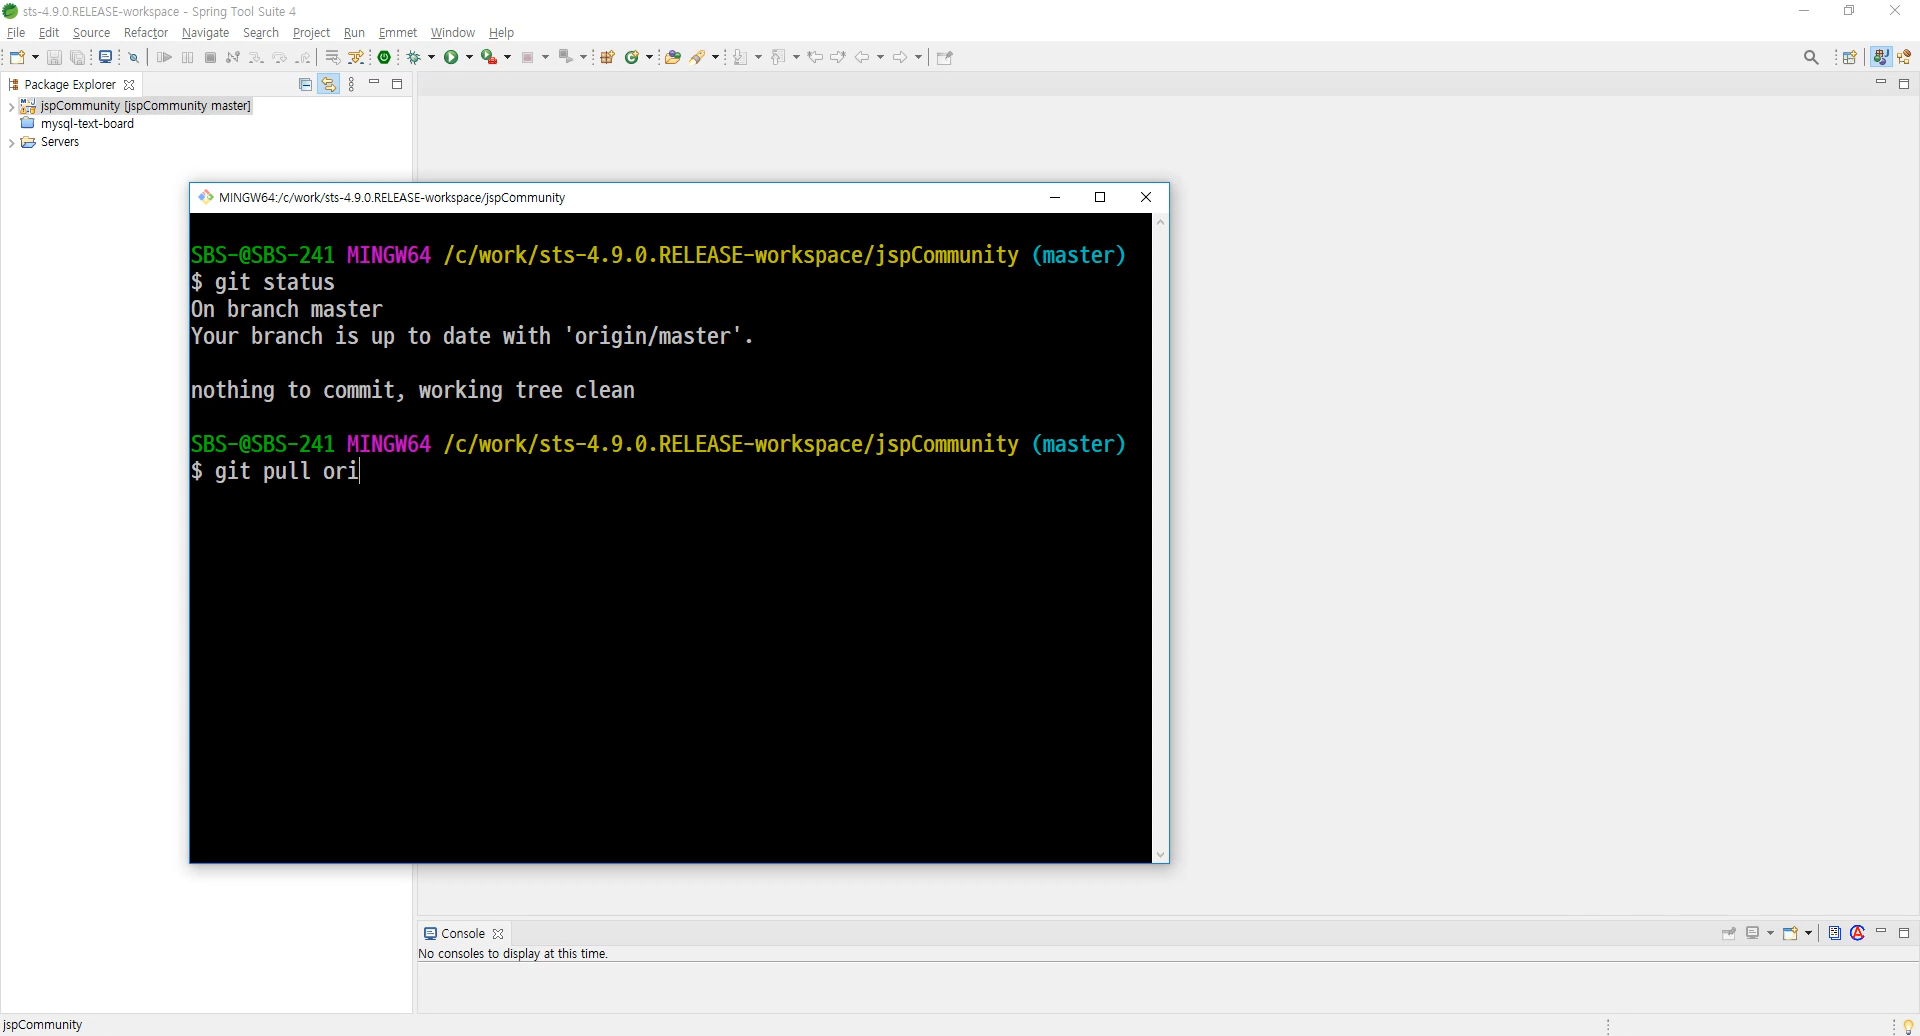 sts-4.9.0.RELEASE-workspace - Spring Tool Suite 4
File Edit Source Refactor Navigate Search Project Run Emmet Window Help
Package Explorer
jspCommunity [jspCommunity master]
mysql-text-board
Servers
MINGW64:/c/work/sts-4.9.0.RELEASE-workspace/jspCommunity
SBS-@SBS-241 MINGW64 /c/work/sts-4.9.0.RELEASE-workspace/jspCommunity (master)
$ git status
On branch master
Your branch is up to date with 'origin/master'.
nothing to commit, working tree clean
SBS-@SBS-241 MINGW64 /c/work/sts-4.9.0.RELEASE-workspace/jspCommunity (master)
$ git pull ori
Console
No consoles to display at this time.
jspCommunity